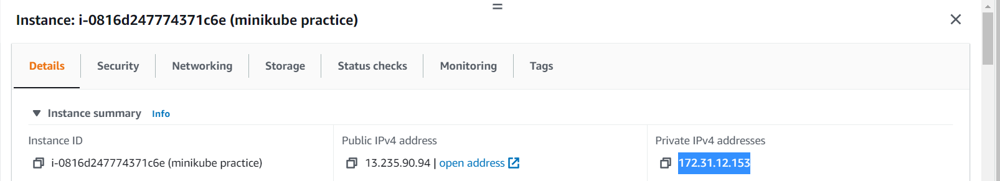 Instance: i-0816d247774371c6e (minikube practice)
Details Security Networking Storage Status checks Monitoring Tags
Instance summary Info
Instance ID Public IPv4 address Private IPv4 addresses
i-0816d247774371c6e (minikube practice) 13.235.90.94 | open address 172.31.12.153